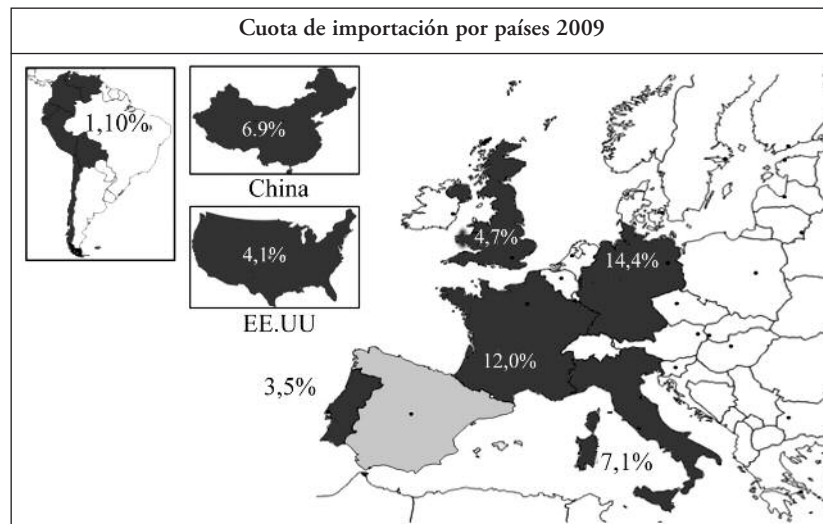 Cuota de importación por países 2009
1,10%
6.9%
China
4,1%
EE.UU
4,7%
14,4%
12,0%
3,5%
7,1%